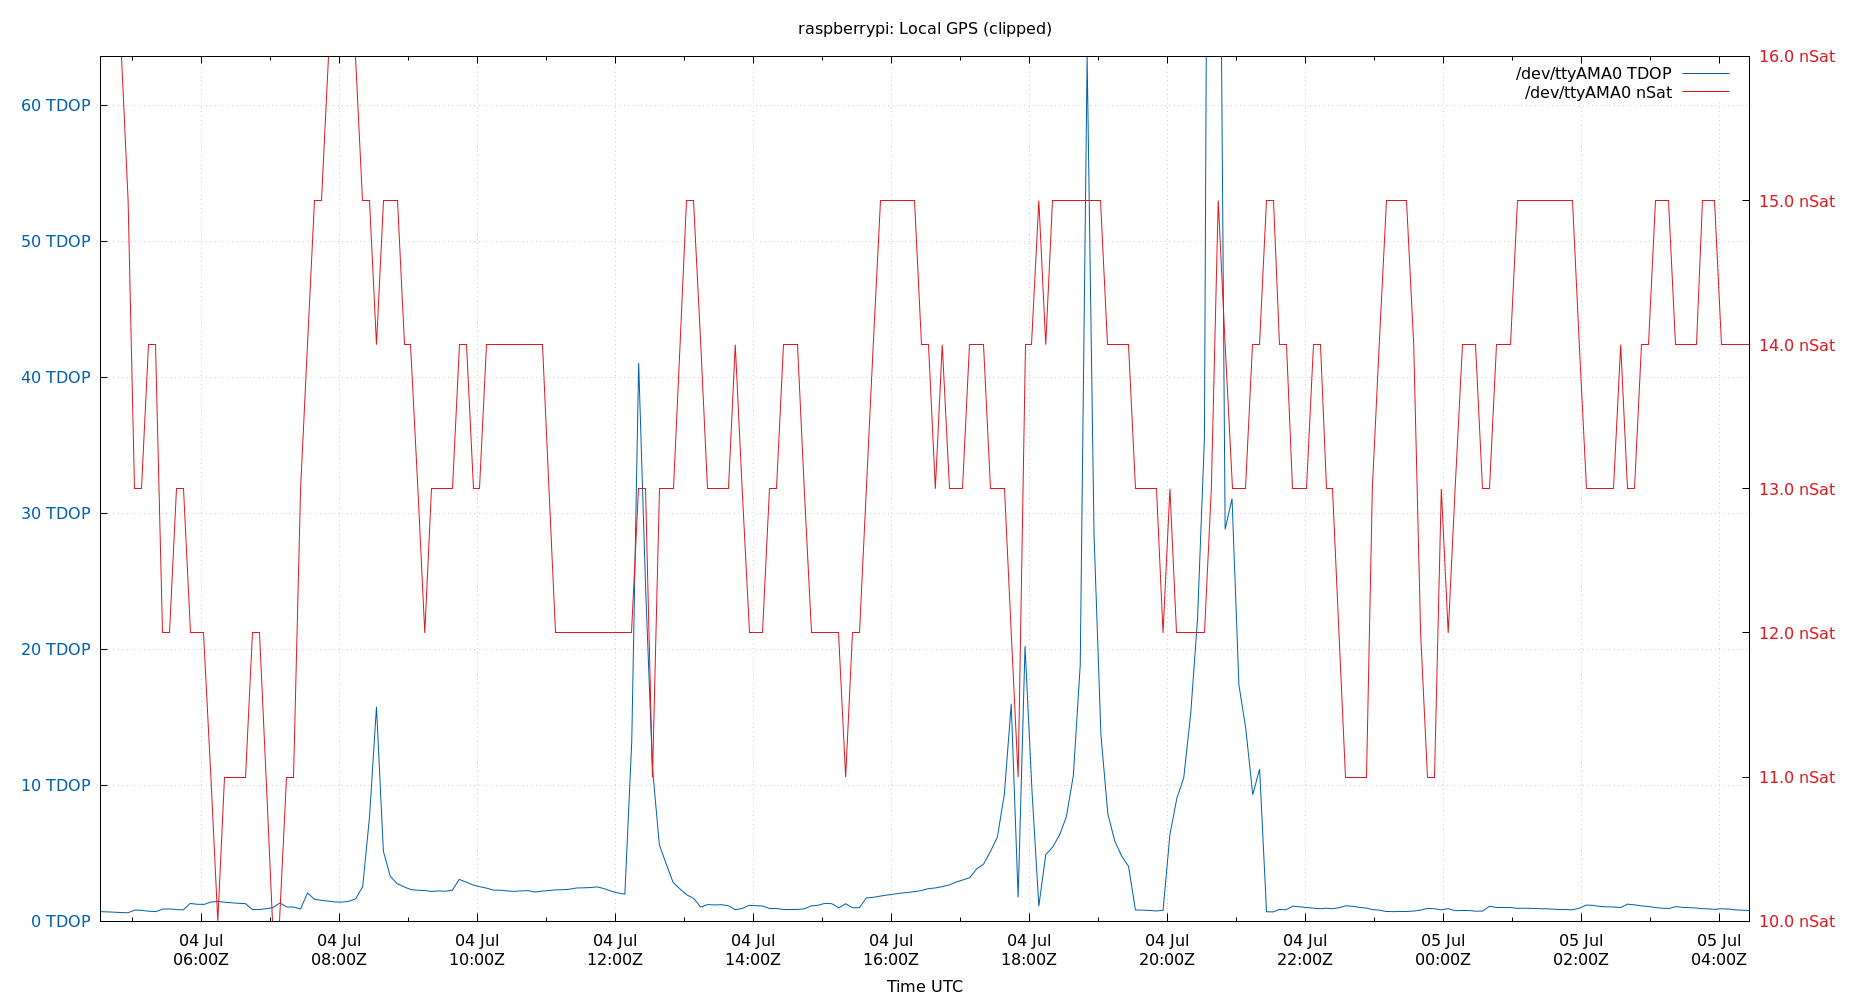 raspberrypi: Local GPS (clipped)
/dev/ttyAMA0 TDOP
/dev/ttyAMA0 nSat
60 TDOP
50 TDOP
40 TDOP
30 TDOP
20 TDOP
10 TDOP
0 TDOP
16.0 nSat
15.0 nSat
14.0 nSat
13.0 nSat
12.0 nSat
11.0 nSat
10.0 nSat
04 Jul
06:00Z
04 Jul
08:00Z
04 Jul
10:00Z
04 Jul
12:00Z
04 Jul
14:00Z
04 Jul
16:00Z
04 Jul
18:00Z
04 Jul
20:00Z
04 Jul
22:00Z
05 Jul
00:00Z
05 Jul
02:00Z
05 Jul
04:00Z
Time UTC